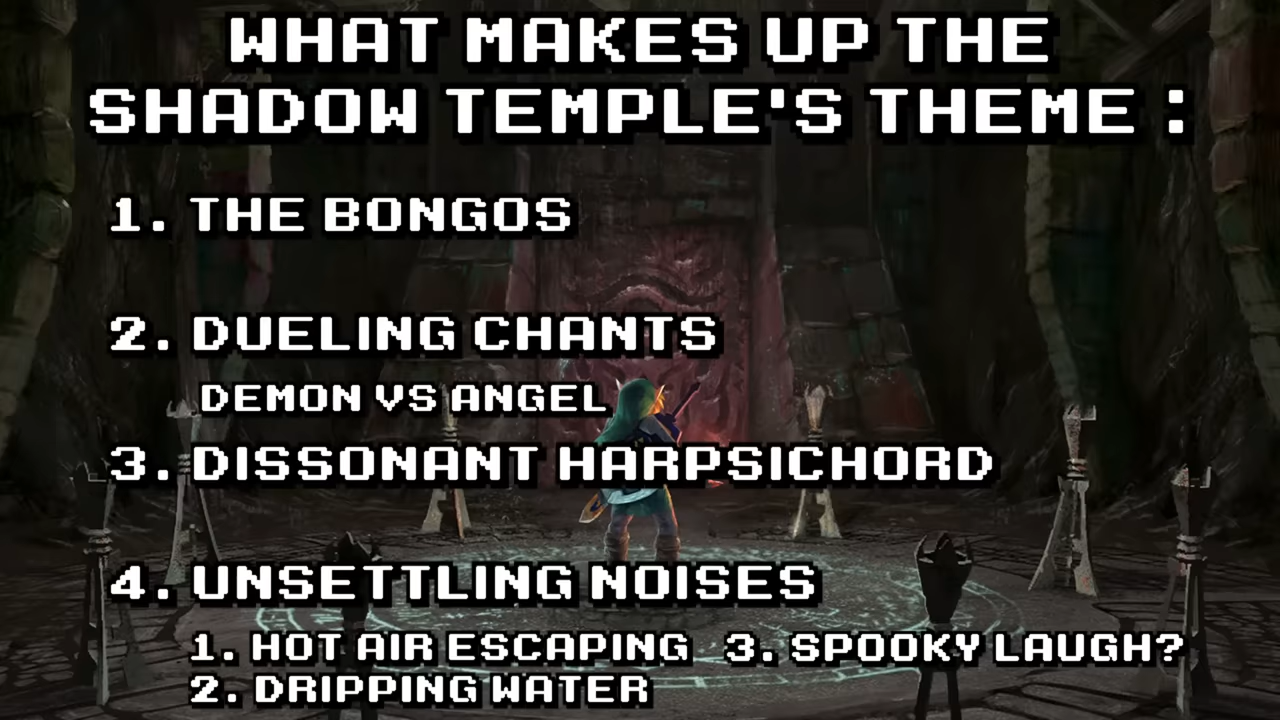 WHAT MAKES UP THE
SHADOW TEMPLE'S THEME :
1. THE BONGOS
2. DUELING CHANTS
DEMON VS ANGEL
3. DISSONANT HARPSICHORD
4. UNSETTLING NOISES
1. HOT AIR ESCAPING
2. DRIPPING WATER
3. SPOOKY LAUGH?